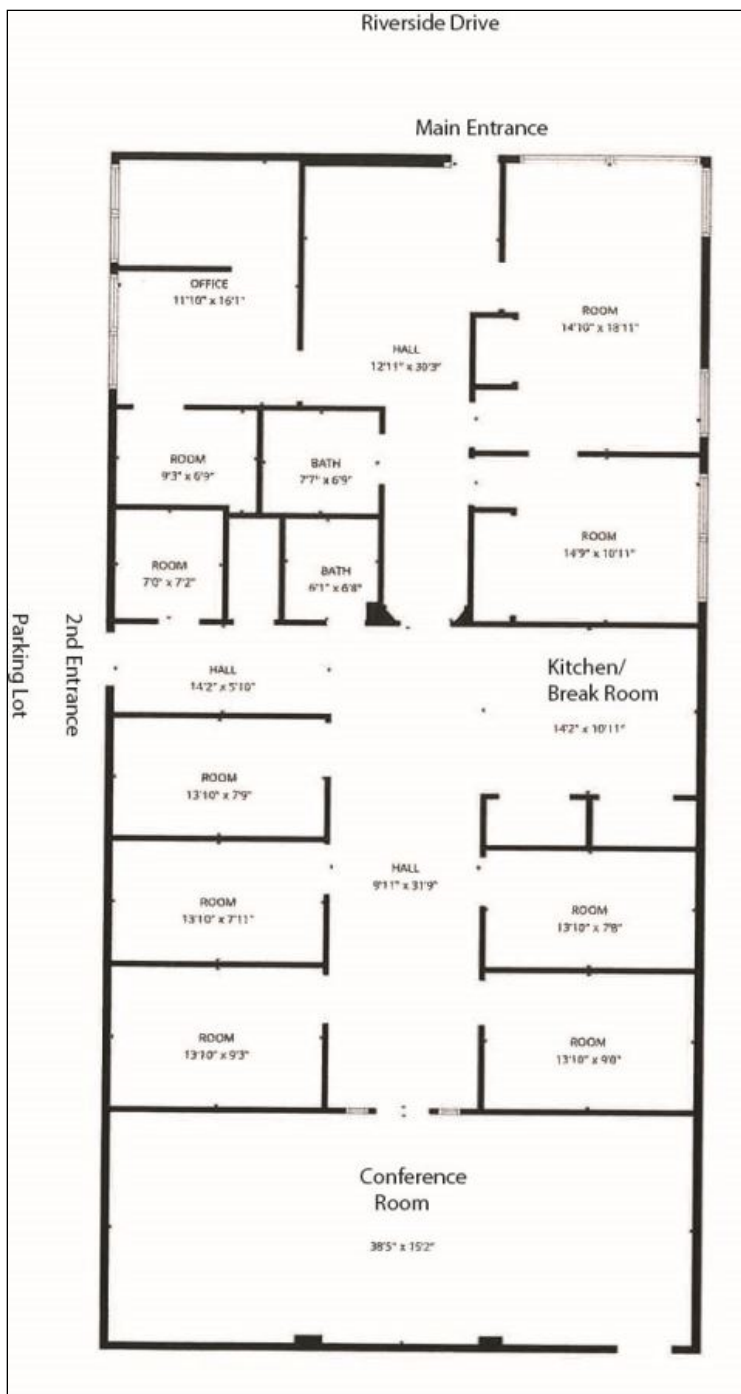 Riverside Drive
Main Entrance
OFFICE
11'10" x 16'1"
ROOM
14'10" x 18'11"
HALL
12'11" x 30'3"
ROOM
9'3" x 6'9"
BATH
7'7" x 6'9"
ROOM
14'9" x 10'11"
ROOM
7'0" x 7'2"
BATH
6'1" x 6'8"
Parking Lot
2nd Entrance
HALL
14'2" x 5'10"
Kitchen/
Break Room
14'2" x 10'11"
ROOM
13'10" x 7'9"
HALL
9'11" x 31'9"
ROOM
13'10" x 7'11"
ROOM
13'10" x 7'8"
ROOM
13'10" x 9'3"
ROOM
13'10" x 9'0"
Conference
Room
38'5" x 15'2"